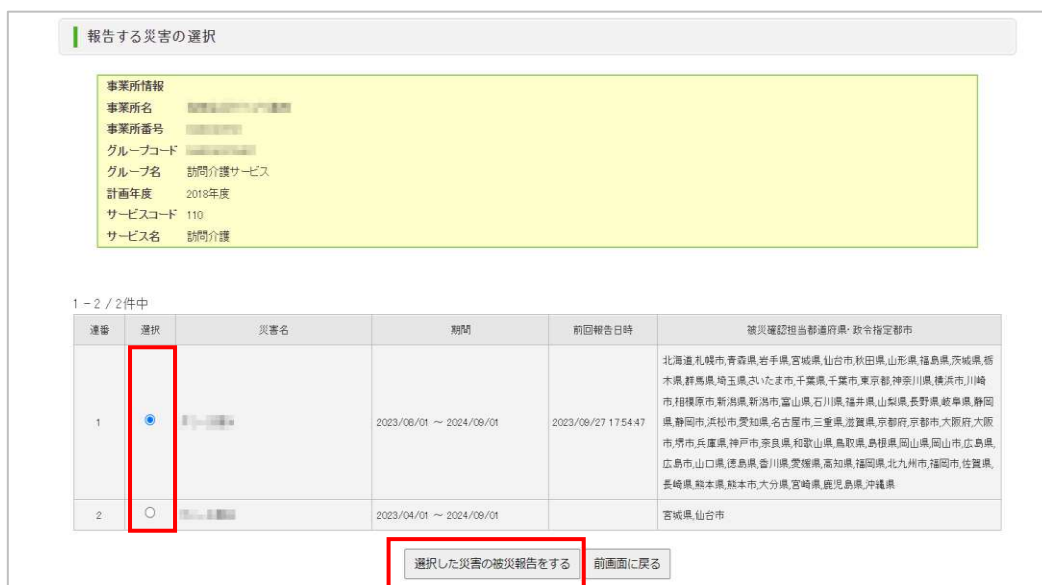 報告する災害の選択
事業所情報
事業所名
事業所番号
グループコード
グループ名 訪問介護サービス
計画年度 2018年度
サービスコード 110
サービス名 訪問介護
1 - 2 / 2件中
連番 選択 災害名 期間 前回報告日時 被災確認担当都道府県・政令指定都市
北海道,札幌市,青森県,岩手県,宮城県,仙台市,秋田県,山形県,福島県,茨城県,栃
木県,群馬県,埼玉県,さいたま市,千葉県,千葉市,東京都,神奈川県,横浜市,川崎
市,相模原市,新潟県,新潟市,富山県,石川県,福井県,山梨県,長野県,岐阜県,静岡
1 2023/08/01 ～ 2024/09/01 2023/09/27 17:54:47 県,静岡市,浜松市,愛知県,名古屋市,三重県,滋賀県,京都府,京都市,大阪府,大阪
市,堺市,兵庫県,神戸市,奈良県,和歌山県,鳥取県,島根県,岡山県,岡山市,広島県,
広島市,山口県,徳島県,香川県,愛媛県,高知県,福岡県,北九州市,福岡市,佐賀県,
長崎県,熊本県,熊本市,大分県,宮崎県,鹿児島県,沖縄県
2 2023/04/01 ～ 2024/09/01 宮城県,仙台市
選択した災害の被災報告をする 前画面に戻る